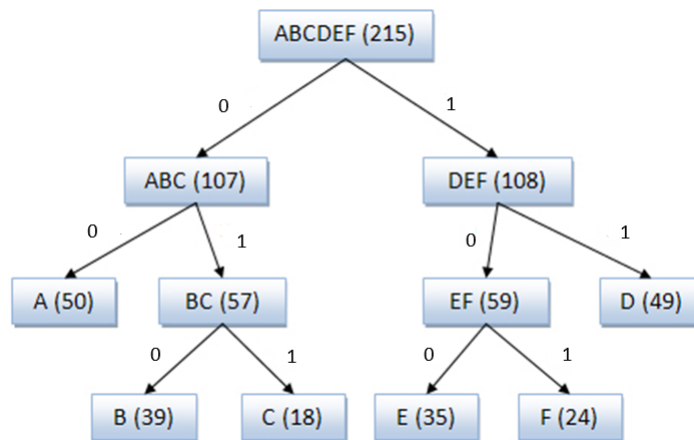 ABCDEF (215)
0 1
ABC (107) DEF (108)
0 1 0 1
A (50) BC (57) EF (59) D (49)
0 1 0 1
B (39) C (18) E (35) F (24)